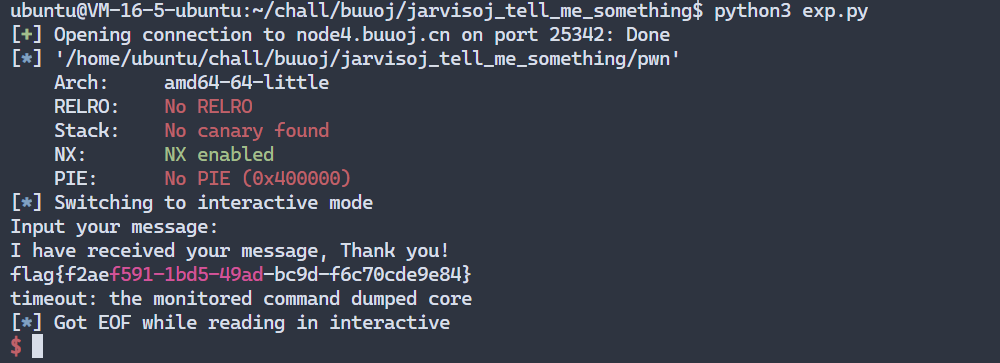 ubuntu@VM-16-5-ubuntu:~/chall/buuoj/jarvisoj_tell_me_something$ python3 exp.py
[+] Opening connection to node4.buuoj.cn on port 25342: Done
[*] '/home/ubuntu/chall/buuoj/jarvisoj_tell_me_something/pwn'
    Arch:     amd64-64-little
    RELRO:    No RELRO
    Stack:    No canary found
    NX:       NX enabled
    PIE:      No PIE (0x400000)
[*] Switching to interactive mode
Input your message:
I have received your message, Thank you!
flag{f2aef591-1bd5-49ad-bc9d-f6c70cde9e84}
timeout: the monitored command dumped core
[*] Got EOF while reading in interactive
$